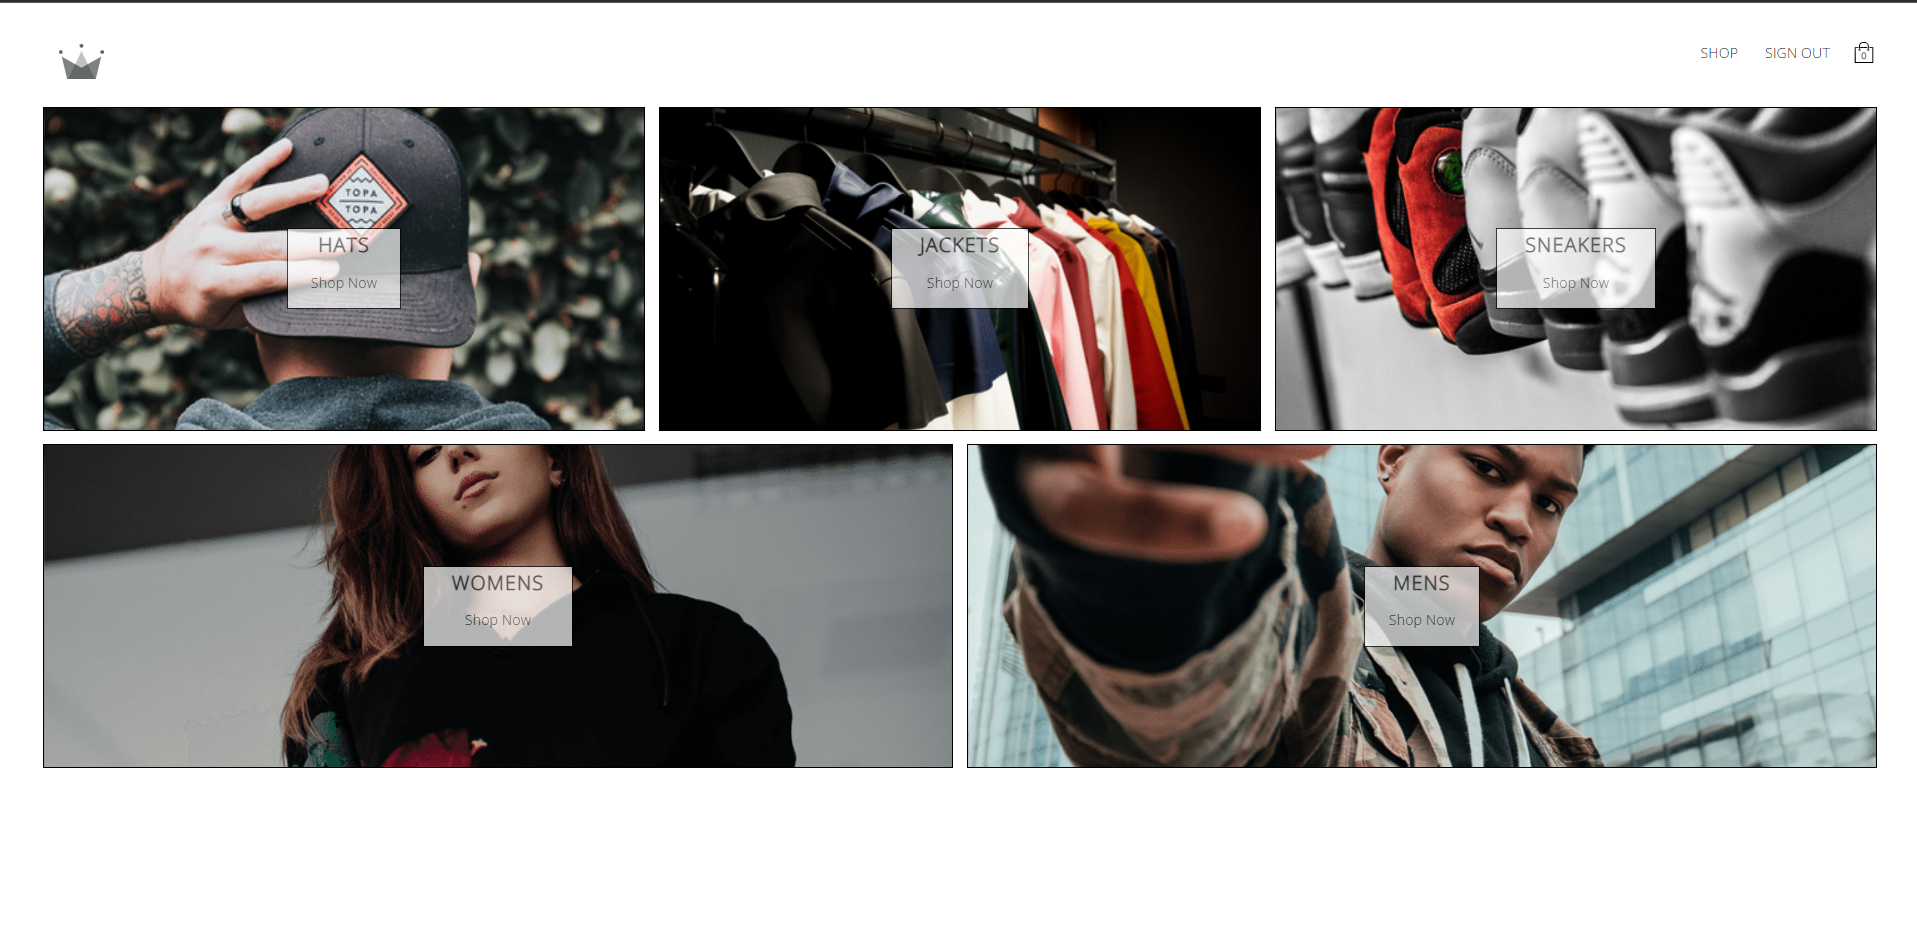 SHOP
SIGN OUT
0
TOPA
TOPA
HATS
Shop Now
JACKETS
Shop Now
SNEAKERS
Shop Now
WOMENS
Shop Now
MENS
Shop Now